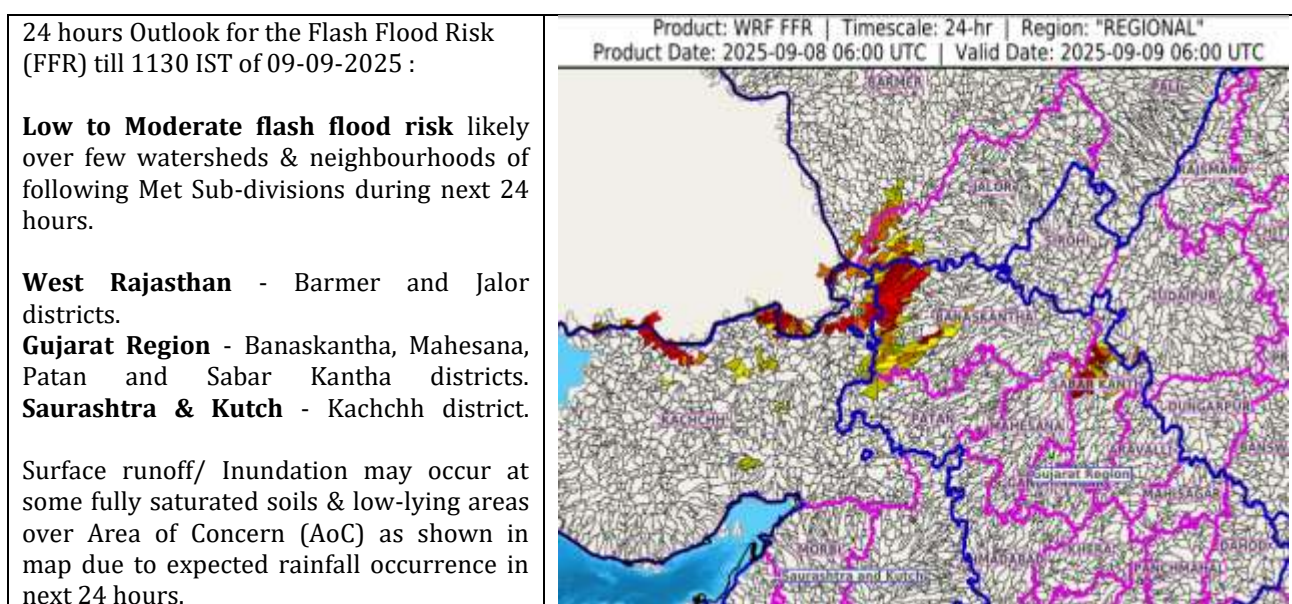 24 hours Outlook for the Flash Flood Risk
(FFR) till 1130 IST of 09-09-2025 :
Low to Moderate flash flood risk likely
over few watersheds & neighbourhoods of
following Met Sub-divisions during next 24
hours.
West Rajasthan - Barmer and Jalor
districts.
Gujarat Region - Banaskantha, Mahesana,
Patan and Sabar Kantha districts.
Saurashtra & Kutch - Kachchh district.
Surface runoff/ Inundation may occur at
some fully saturated soils & low-lying areas
over Area of Concern (AoC) as shown in
map due to expected rainfall occurrence in
next 24 hours.
Product: WRF FFR | Timescale: 24-hr | Region: "REGIONAL"
Product Date: 2025-09-08 06:00 UTC | Valid Date: 2025-09-09 06:00 UTC
BARMER
PALI
RAJSMAND
JALOR
SIROHI
UDAIPUR
BANASKANTHA
SABAR KANTH
DUNGARPUR
KACHCHH
PATAN
MAHESANA
ARAVALLI
BANSW
Gujarat Region
MAHISAGAR
MORBI
KHEDA
DAHOD
PANCHMAHAL
Saurashtra and Kutch